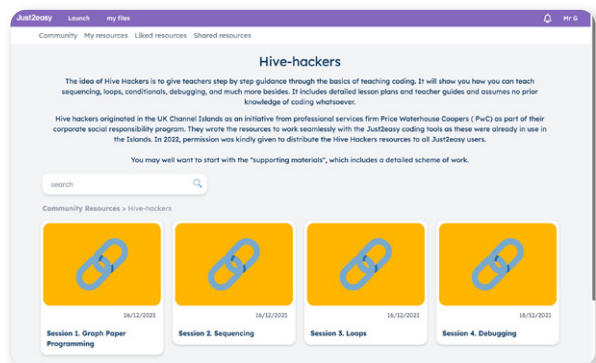 Just2easy Launch my files Mr G
Community My resources Liked resources Shared resources
Hive-hackers
The idea of Hive Hackers is to give teachers step by step guidance through the basics of teaching coding. It will show you how you can teach
sequencing, loops, conditionals, debugging, and much more besides. It includes detailed lesson plans and teacher guides and assumes no prior
knowledge of coding whatsoever.
Hive hackers originated in the UK Channel Islands as an initiative from professional services firm Price Waterhouse Coopers ( PwC) as part of their
corporate social responsibility program. They wrote the resources to work seamlessly with the Just2easy coding tools as these were already in use in
the Islands. In 2022, permission was kindly given to distribute the Hive Hackers resources to all Just2easy users.
You may well want to start with the "supporting materials", which includes a detailed scheme of work.
search
Community Resources > Hive-hackers
16/12/2021 16/12/2021 16/12/2021 16/12/2021
Session 1. Graph Paper Session 2. Sequencing Session 3. Loops Session 4. Debugging
Programming